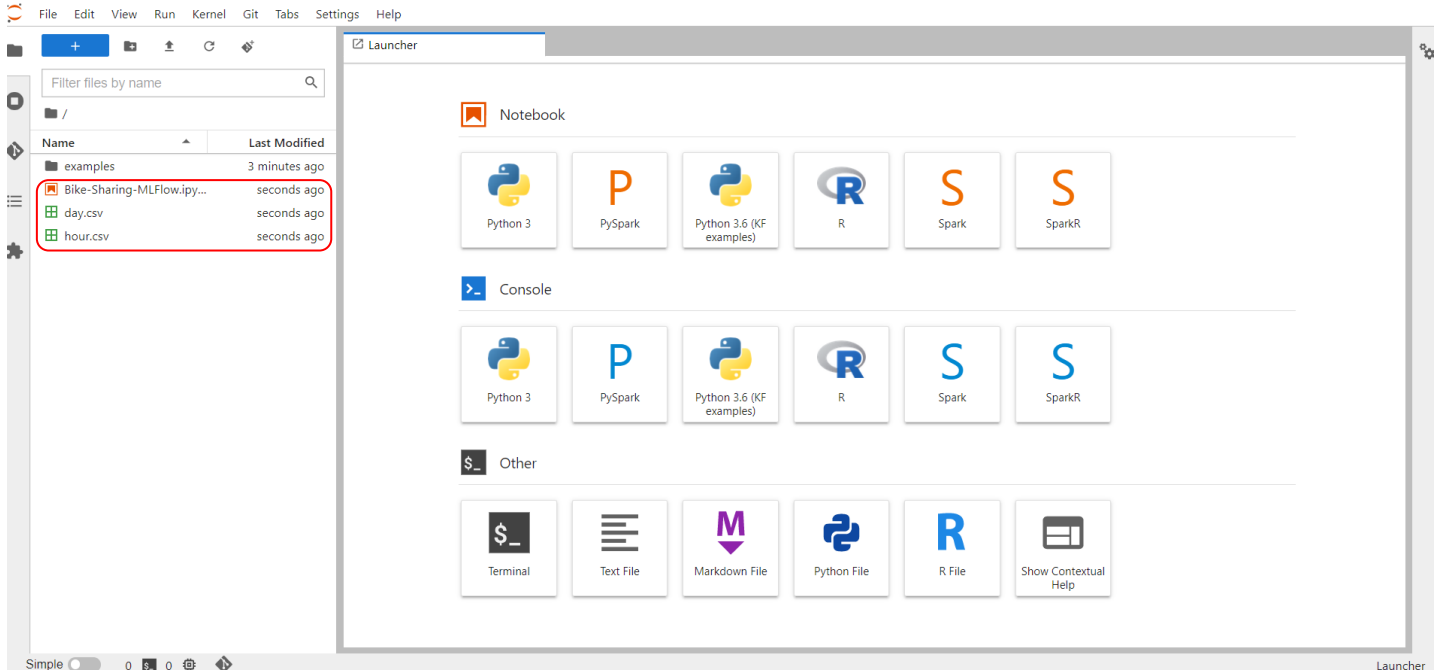 File Edit View Run Kernel Git Tabs Settings Help
+
Filter files by name
/
Name Last Modified
examples 3 minutes ago
Bike-Sharing-MLFlow.ipy... seconds ago
day.csv seconds ago
hour.csv seconds ago
Launcher
Notebook
Python 3
P
PySpark
Python 3.6 (KF
examples)
R
R
S
Spark
S
SparkR
>_ Console
Python 3
P
PySpark
Python 3.6 (KF
examples)
R
R
S
Spark
S
SparkR
$_ Other
$_
Terminal
Text File
M
Markdown File
Python File
R
R File
Show Contextual
Help
Simple 0 $_ 0 Launcher